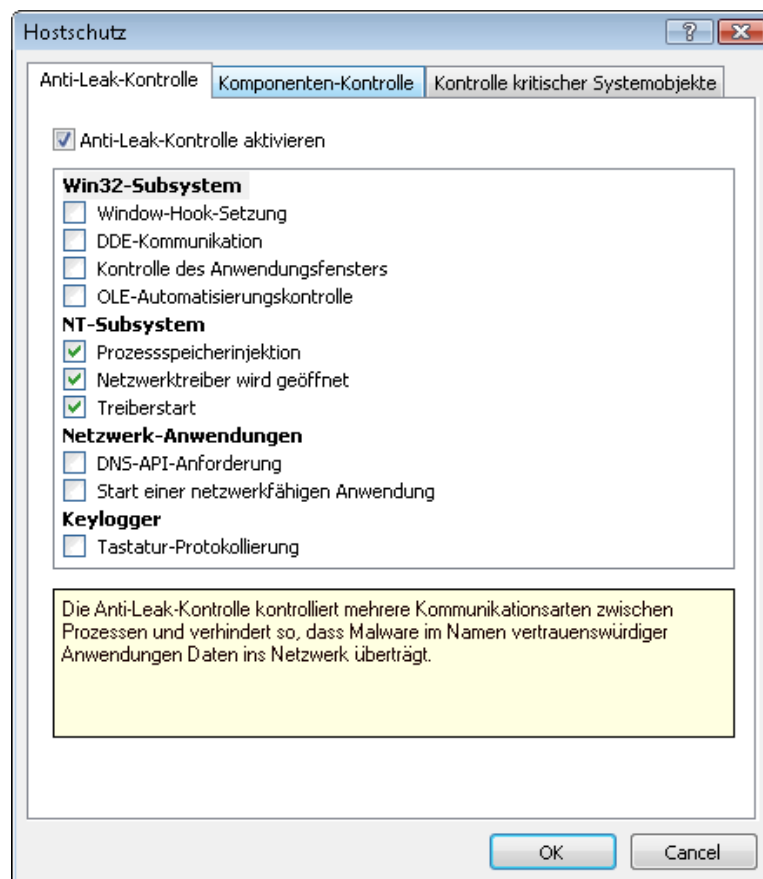 Hostschutz
Anti-Leak-Kontrolle Komponenten-Kontrolle Kontrolle kritischer Systemobjekte
Anti-Leak-Kontrolle aktivieren
Win32-Subsystem
Window-Hook-Setzung
DDE-Kommunikation
Kontrolle des Anwendungsfensters
OLE-Automatisierungskontrolle
NT-Subsystem
Prozessspeicherinjektion
Netzwerktreiber wird geöffnet
Treiberstart
Netzwerk-Anwendungen
DNS-API-Anforderung
Start einer netzwerkfähigen Anwendung
Keylogger
Tastatur-Protokollierung
Die Anti-Leak-Kontrolle kontrolliert mehrere Kommunikationsarten zwischen
Prozessen und verhindert so, dass Malware im Namen vertrauenswürdiger
Anwendungen Daten ins Netzwerk überträgt.
OK Cancel